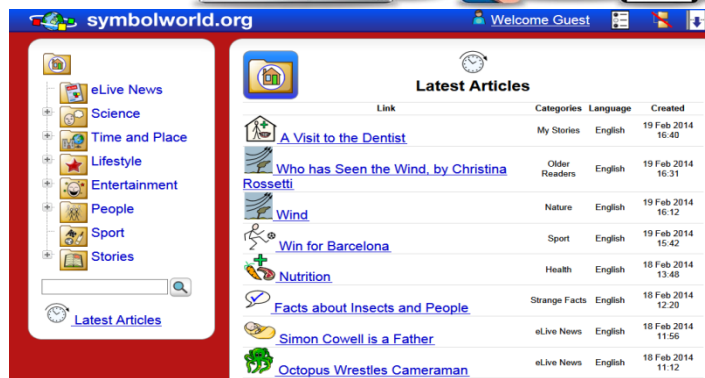 symbolworld.org
Welcome Guest
eLive News
Science
Time and Place
Lifestyle
Entertainment
People
Sport
Stories
Latest Articles
Latest Articles
Link Categories Language Created
A Visit to the Dentist My Stories English 19 Feb 2014 16:40
Who has Seen the Wind, by Christina Rossetti Older Readers English 19 Feb 2014 16:31
Wind Nature English 19 Feb 2014 16:12
Win for Barcelona Sport English 19 Feb 2014 15:42
Nutrition Health English 18 Feb 2014 13:48
Facts about Insects and People Strange Facts English 18 Feb 2014 12:20
Simon Cowell is a Father eLive News English 18 Feb 2014 11:56
Octopus Wrestles Cameraman eLive News English 18 Feb 2014 11:12